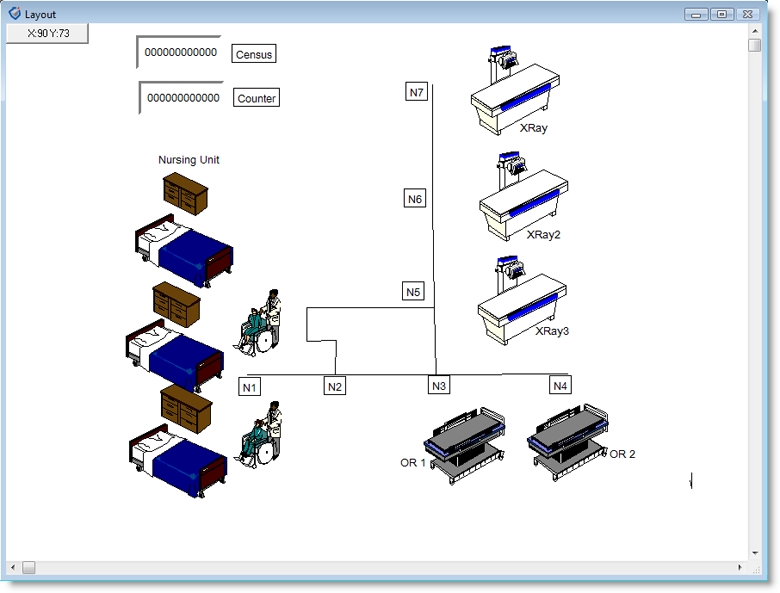 Layout
X:90 Y:73
000000000000 Census
000000000000 Counter
N7
XRay
Nursing Unit
N6
XRay2
N5
XRay3
N1 N2 N3 N4
OR 1
OR 2